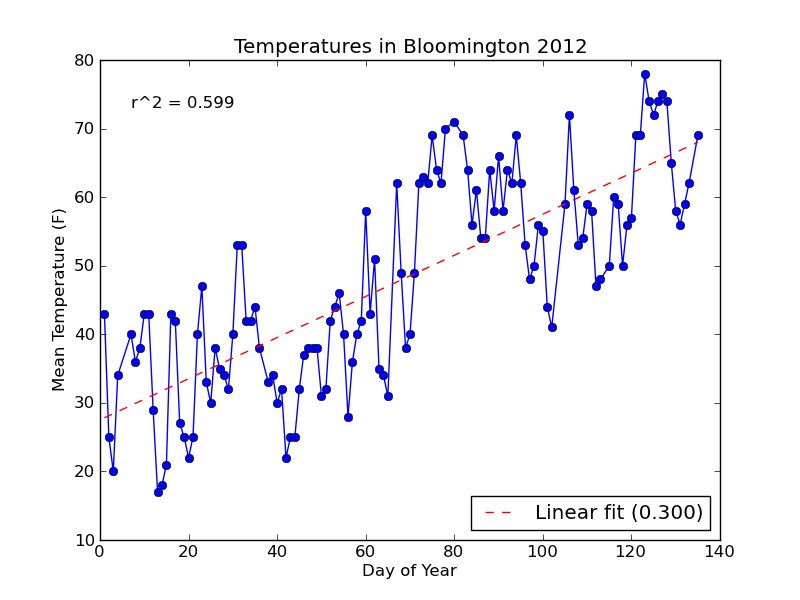 Temperatures in Bloomington 2012
r^2 = 0.599
80
70
60
50
40
30
20
10
Mean Temperature (F)
Linear fit (0.300)
0 20 40 60 80 100 120 140
Day of Year